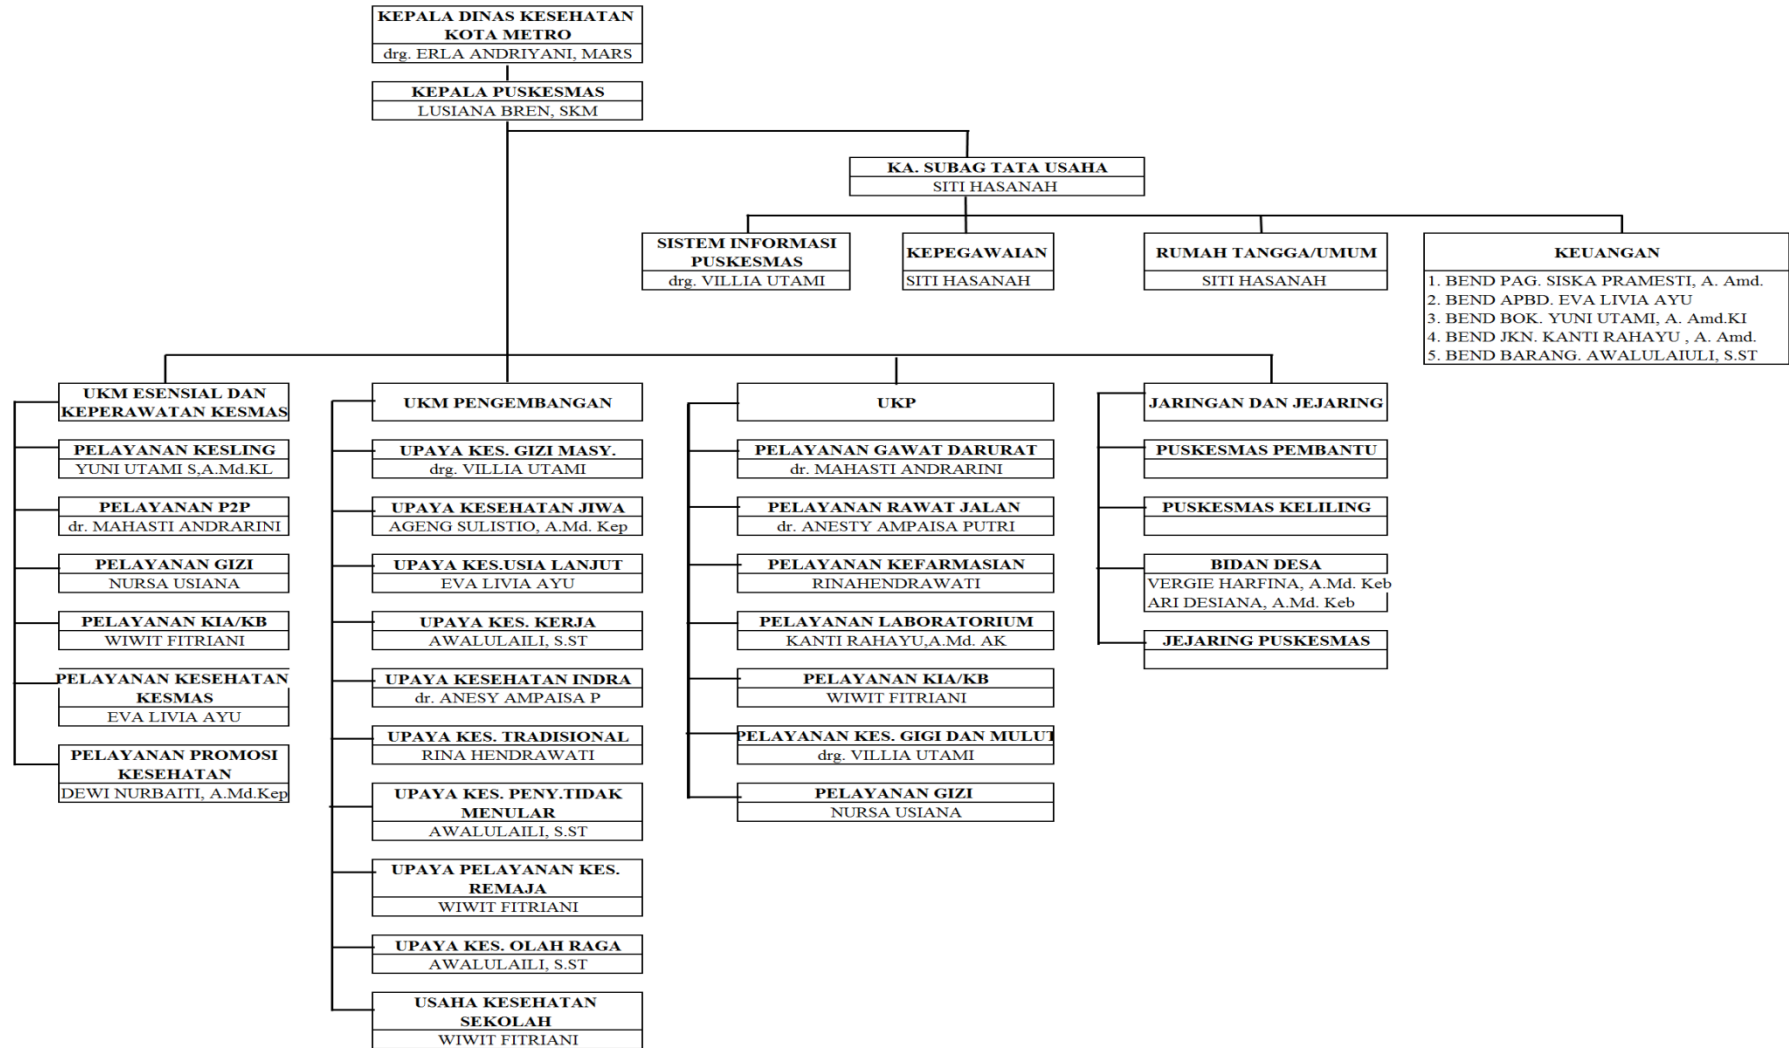 KEPALA DINAS KESEHATAN
KOTA METRO
drg. ERLA ANDRIYANI, MARS
KEPALA PUSKESMAS
LUSIANA BREN, SKM
KA. SUBAG TATA USAHA
SITI HASANAH
SISTEM INFORMASI
PUSKESMAS
drg. VILLIA UTAMI
KEPEGAWAIAN
SITI HASANAH
RUMAH TANGGA/UMUM
SITI HASANAH
KEUANGAN
1. BEND PAG. SISKA PRAMESTI, A. Amd.
2. BEND APBD. EVA LIVIA AYU
3. BEND BOK. YUNI UTAMI, A. Amd.KI
4. BEND JKN. KANTI RAHAYU , A. Amd.
5. BEND BARANG. AWALULAIULI, S.ST
UKM ESENSIAL DAN
KEPERAWATAN KESMAS
PELAYANAN KESLING
YUNI UTAMI S,A.Md.KL
PELAYANAN P2P
dr. MAHASTI ANDRARINI
PELAYANAN GIZI
NURSA USIANA
PELAYANAN KIA/KB
WIWIT FITRIANI
PELAYANAN KESEHATAN
KESMAS
EVA LIVIA AYU
PELAYANAN PROMOSI
KESEHATAN
DEWI NURBAITI, A.Md.Kep
UKM PENGEMBANGAN
UPAYA KES. GIZI MASY.
drg. VILLIA UTAMI
UPAYA KESEHATAN JIWA
AGENG SULISTIO, A.Md. Kep
UPAYA KES.USIA LANJUT
EVA LIVIA AYU
UPAYA KES. KERJA
AWALULAILI, S.ST
UPAYA KESEHATAN INDRA
dr. ANESY AMPAISA P
UPAYA KES. TRADISIONAL
RINA HENDRAWATI
UPAYA KES. PENY.TIDAK
MENULAR
AWALULAILI, S.ST
UPAYA PELAYANAN KES.
REMAJA
WIWIT FITRIANI
UPAYA KES. OLAH RAGA
AWALULAILI, S.ST
USAHA KESEHATAN
SEKOLAH
WIWIT FITRIANI
UKP
PELAYANAN GAWAT DARURAT
dr. MAHASTI ANDRARINI
PELAYANAN RAWAT JALAN
dr. ANESTY AMPAISA PUTRI
PELAYANAN KEFARMASIAN
RINAHENDRAWATI
PELAYANAN LABORATORIUM
KANTI RAHAYU,A.Md. AK
PELAYANAN KIA/KB
WIWIT FITRIANI
PELAYANAN KES. GIGI DAN MULUT
drg. VILLIA UTAMI
PELAYANAN GIZI
NURSA USIANA
JARINGAN DAN JEJARING
PUSKESMAS PEMBANTU
PUSKESMAS KELILING
BIDAN DESA
VERGIE HARFINA, A.Md. Keb
ARI DESIANA, A.Md. Keb
JEJARING PUSKESMAS